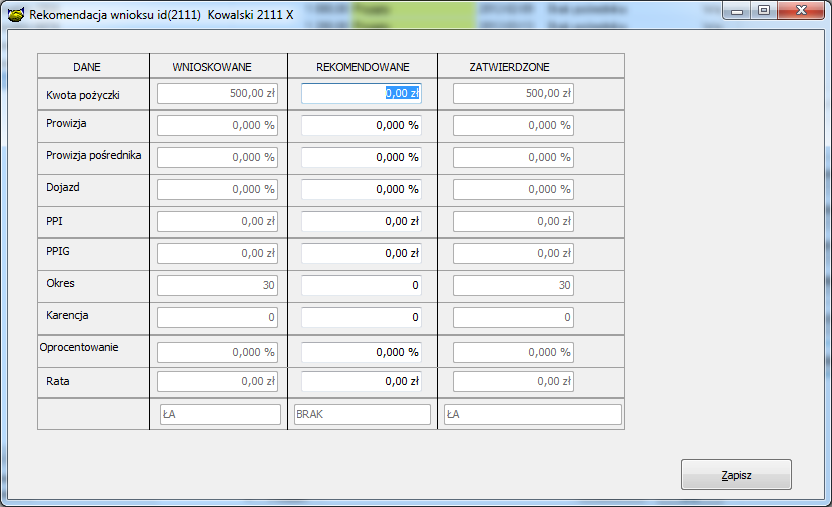 Rekomendacja wnioksu id(2111) Kowalski 2111 X
DANE WNIOSKOWANE REKOMENDOWANE ZATWIERDZONE
Kwota pożyczki 500,00 zł 0,00 zł 500,00 zł
Prowizja 0,000 % 0,000 % 0,000 %
Prowizja pośrednika 0,000 % 0,000 % 0,000 %
Dojazd 0,000 % 0,000 % 0,000 %
PPI 0,00 zł 0,00 zł 0,00 zł
PPIG 0,00 zł 0,00 zł 0,00 zł
Okres 30 0 30
Karencja 0 0 0
Oprocentowanie 0,000 % 0,000 % 0,000 %
Rata 0,00 zł 0,00 zł 0,00 zł
ŁA BRAK ŁA
Zapisz